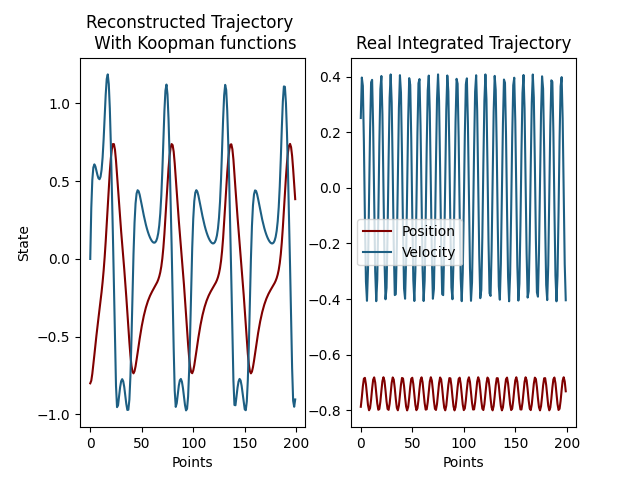 Reconstructed Trajectory
With Koopman functions
State
1.0
0.5
0.0
−0.5
−1.0
0
50
100
150
200
Points
Real Integrated Trajectory
0.4
0.2
0.0
−0.2
−0.4
−0.6
−0.8
Position
Velocity
0
50
100
150
200
Points